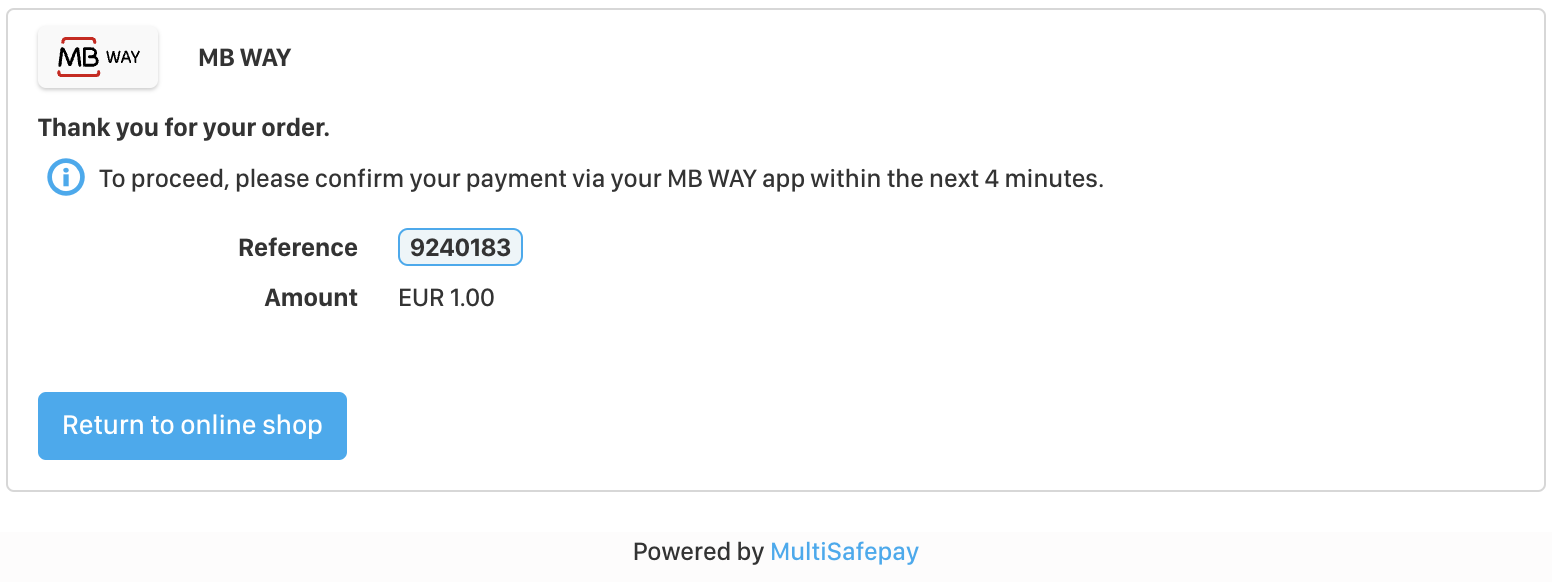 MB WAY MB WAY
Thank you for your order.
To proceed, please confirm your payment via your MB WAY app within the next 4 minutes.
Reference 9240183
Amount EUR 1.00
Return to online shop
Powered by MultiSafepay